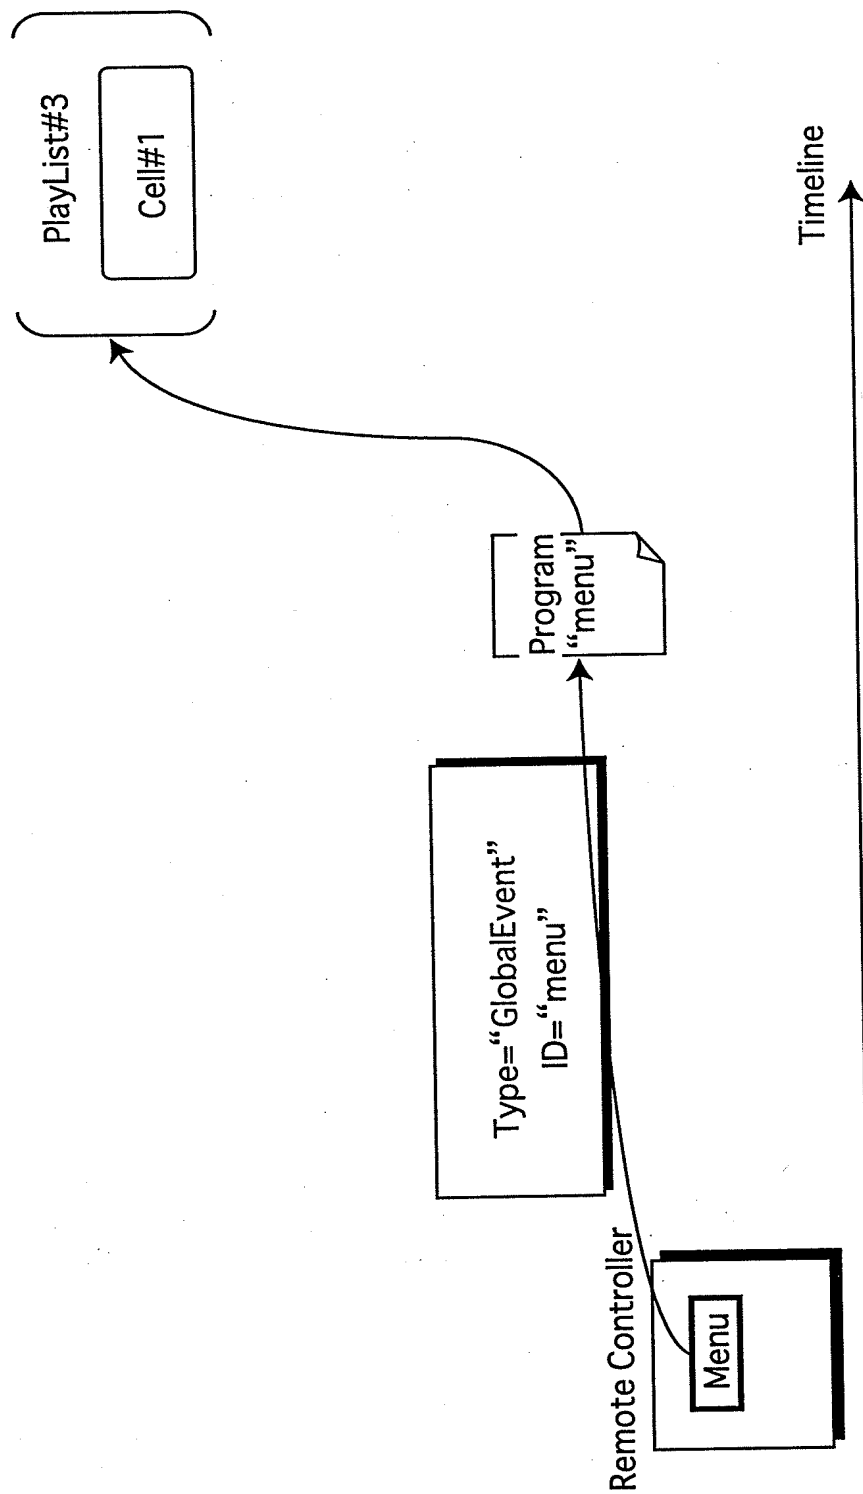 PlayList#3
Cell#1
Timeline
Program
“menu”
Type=“GlobalEvent”
ID=“menu”
Remote Controller
Menu